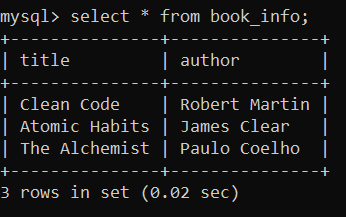 mysql> select * from book_info;
+---------------+---------------+
| title         | author        |
+---------------+---------------+
| Clean Code    | Robert Martin |
| Atomic Habits | James Clear   |
| The Alchemist | Paulo Coelho  |
+---------------+---------------+
3 rows in set (0.02 sec)